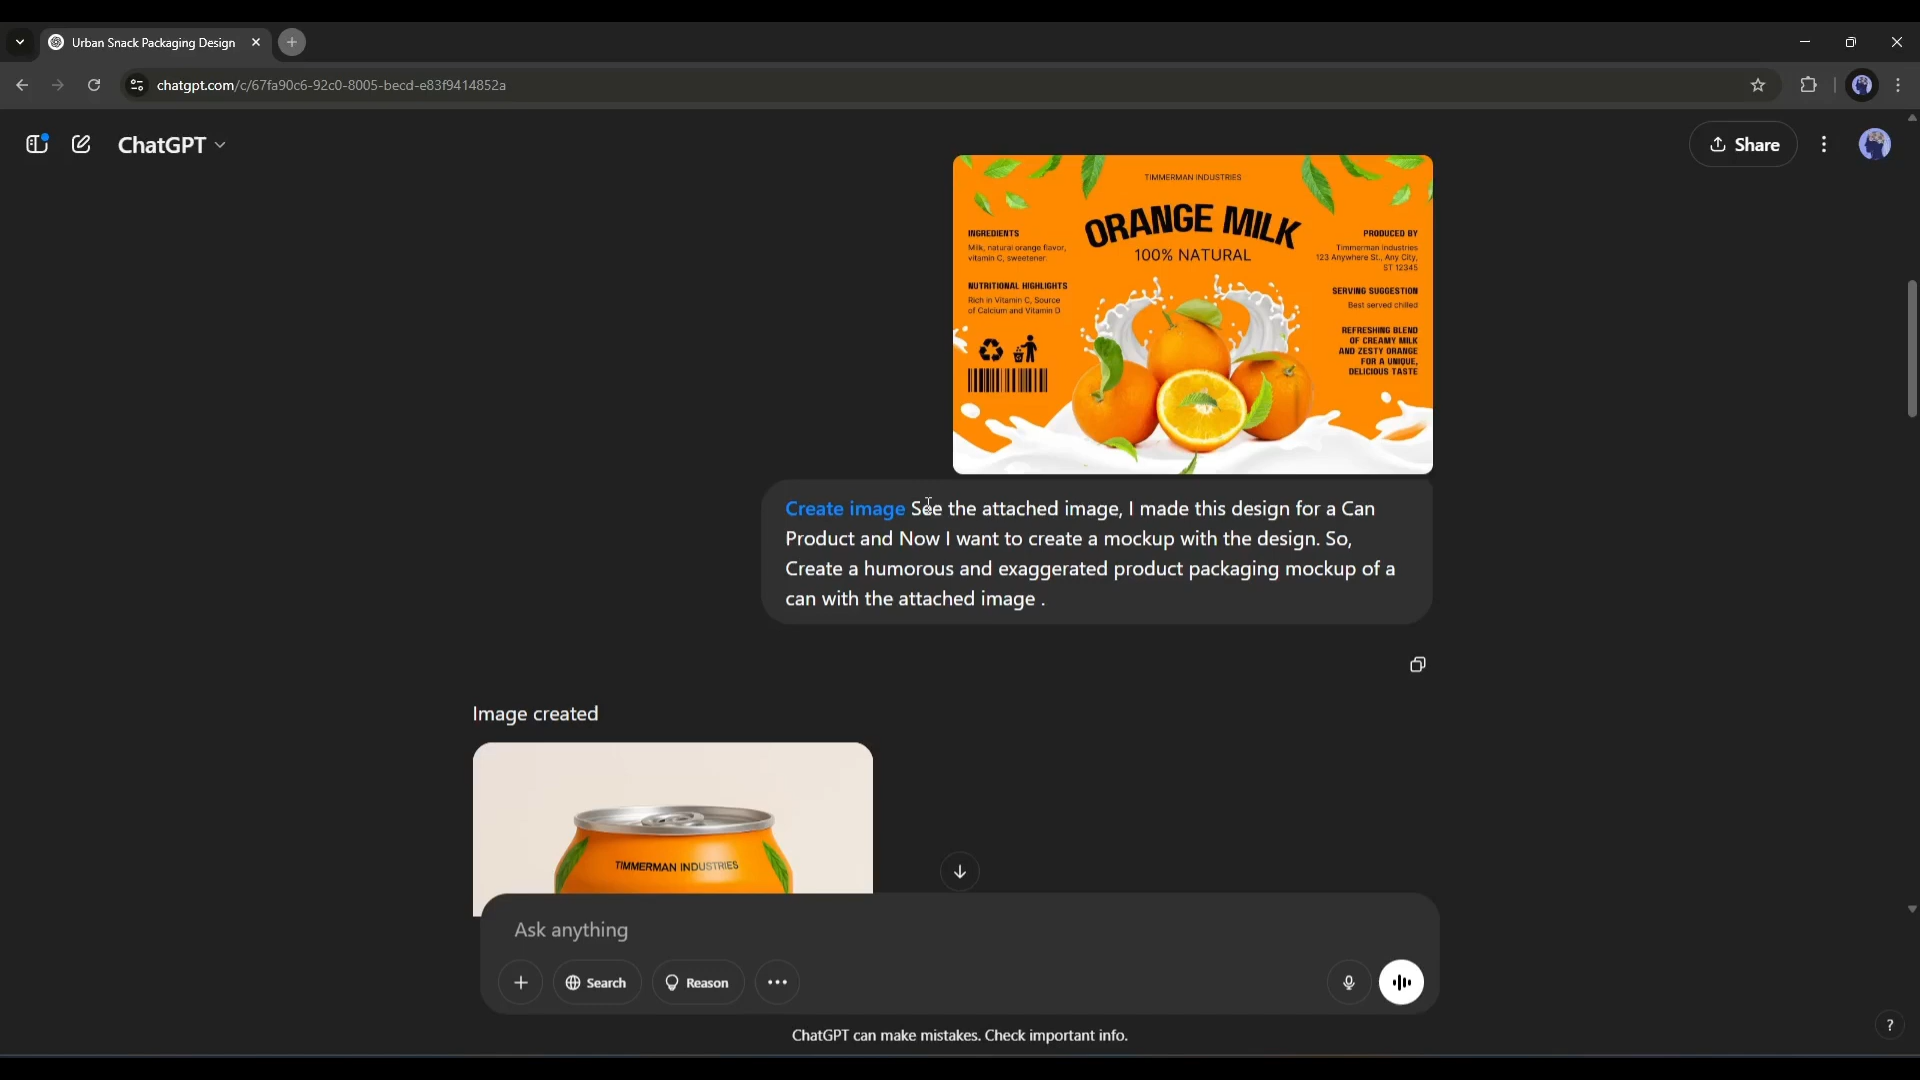 Urban Snack Packaging Design
chatgpt.com/c/67fa90c6-92c0-8005-becd-e83f9414852a
ChatGPT
Share
TIMMERMAN INDUSTRIES
ORANGE MILK
100% NATURAL
INGREDIENTS
Milk, natural orange flavor,
vitamin C, sweetener.
NUTRITIONAL HIGHLIGHTS
Rich in Vitamin C, Source
of Calcium and Vitamin D
PRODUCED BY
Timmerman Industries
123 Anywhere St., Any City,
ST 12345
SERVING SUGGESTION
Best served chilled
REFRESHING BLEND
OF CREAMY MILK
AND ZESTY ORANGE
FOR A UNIQUE,
DELICIOUS TASTE
Create image See the attached image, I made this design for a Can
Product and Now I want to create a mockup with the design. So,
Create a humorous and exaggerated product packaging mockup of a
can with the attached image .
Image created
TIMMERMAN INDUSTRIES
Ask anything
Search
Reason
ChatGPT can make mistakes. Check important info.
?